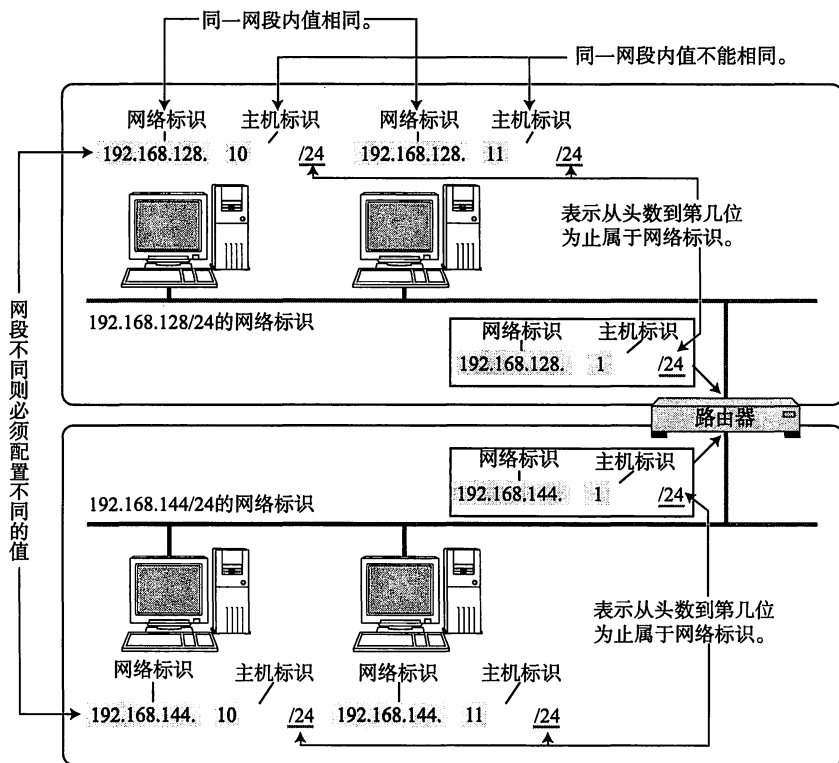 同一网段内值相同。
同一网段内值不能相同。
网络标识 主机标识 网络标识 主机标识
192.168.128. 10 /24 192.168.128. 11 /24
表示从头数到第几位
为止属于网络标识。
192.168.128/24的网络标识
网络标识 主机标识
192.168.128. 1 /24
网段不同则必须配置不同的值
路由器
网络标识 主机标识
192.168.144. 1 /24
192.168.144/24的网络标识
表示从头数到第几位
为止属于网络标识。
网络标识 主机标识 网络标识 主机标识
192.168.144. 10 /24 192.168.144. 11 /24